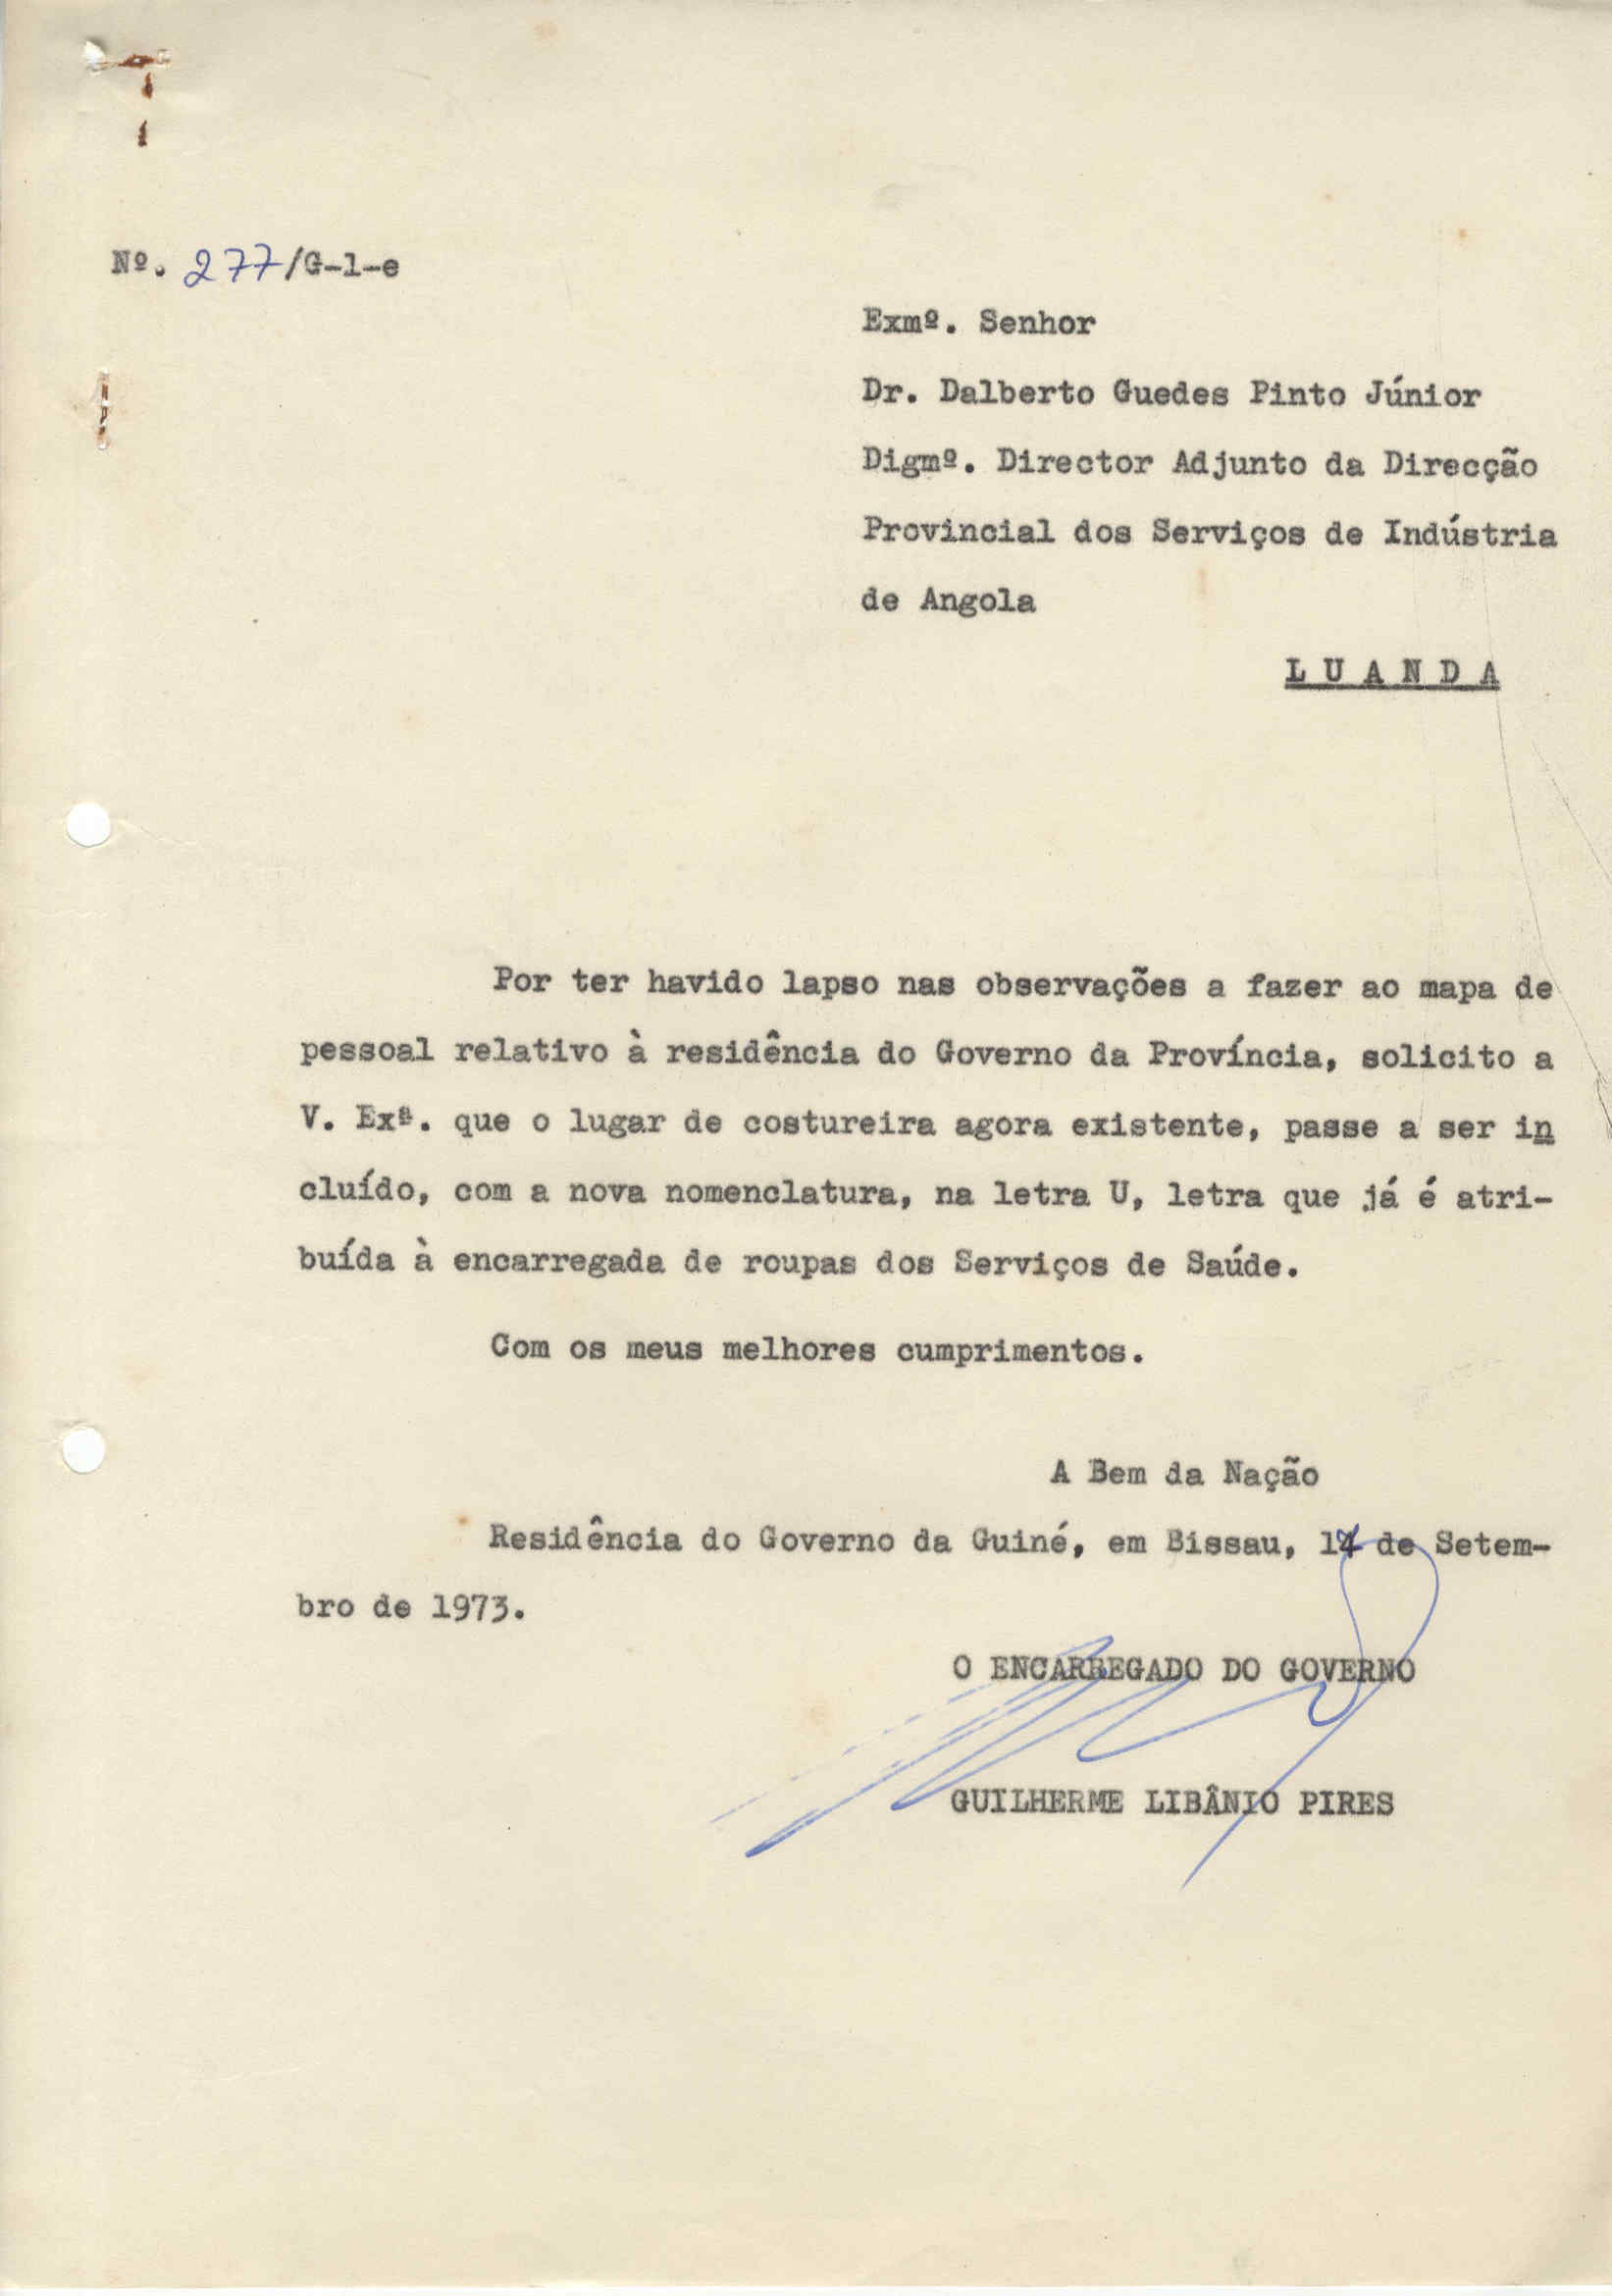 Nº. 277/G-1-e
Exmº. Senhor
Dr. Dalberto Guedes Pinto Júnior
Digmº. Director Adjunto da Direcção
Provincial dos Serviços de Indústria
de Angola
L U A N D A
Por ter havido lapso nas observações a fazer ao mapa de
pessoal relativo à residência do Governo da Província, solicito a
V. Exª. que o lugar de costureira agora existente, passe a ser in
cluído, com a nova nomenclatura, na letra U, letra que já é atri-
buída à encarregada de roupas dos Serviços de Saúde.
Com os meus melhores cumprimentos.
A Bem da Nação
Residência do Governo da Guiné, em Bissau, de Setem-
bro de 1973.
O ENCARREGADO DO GOVERNO
GUILHERME LIBÂNIO PIRES